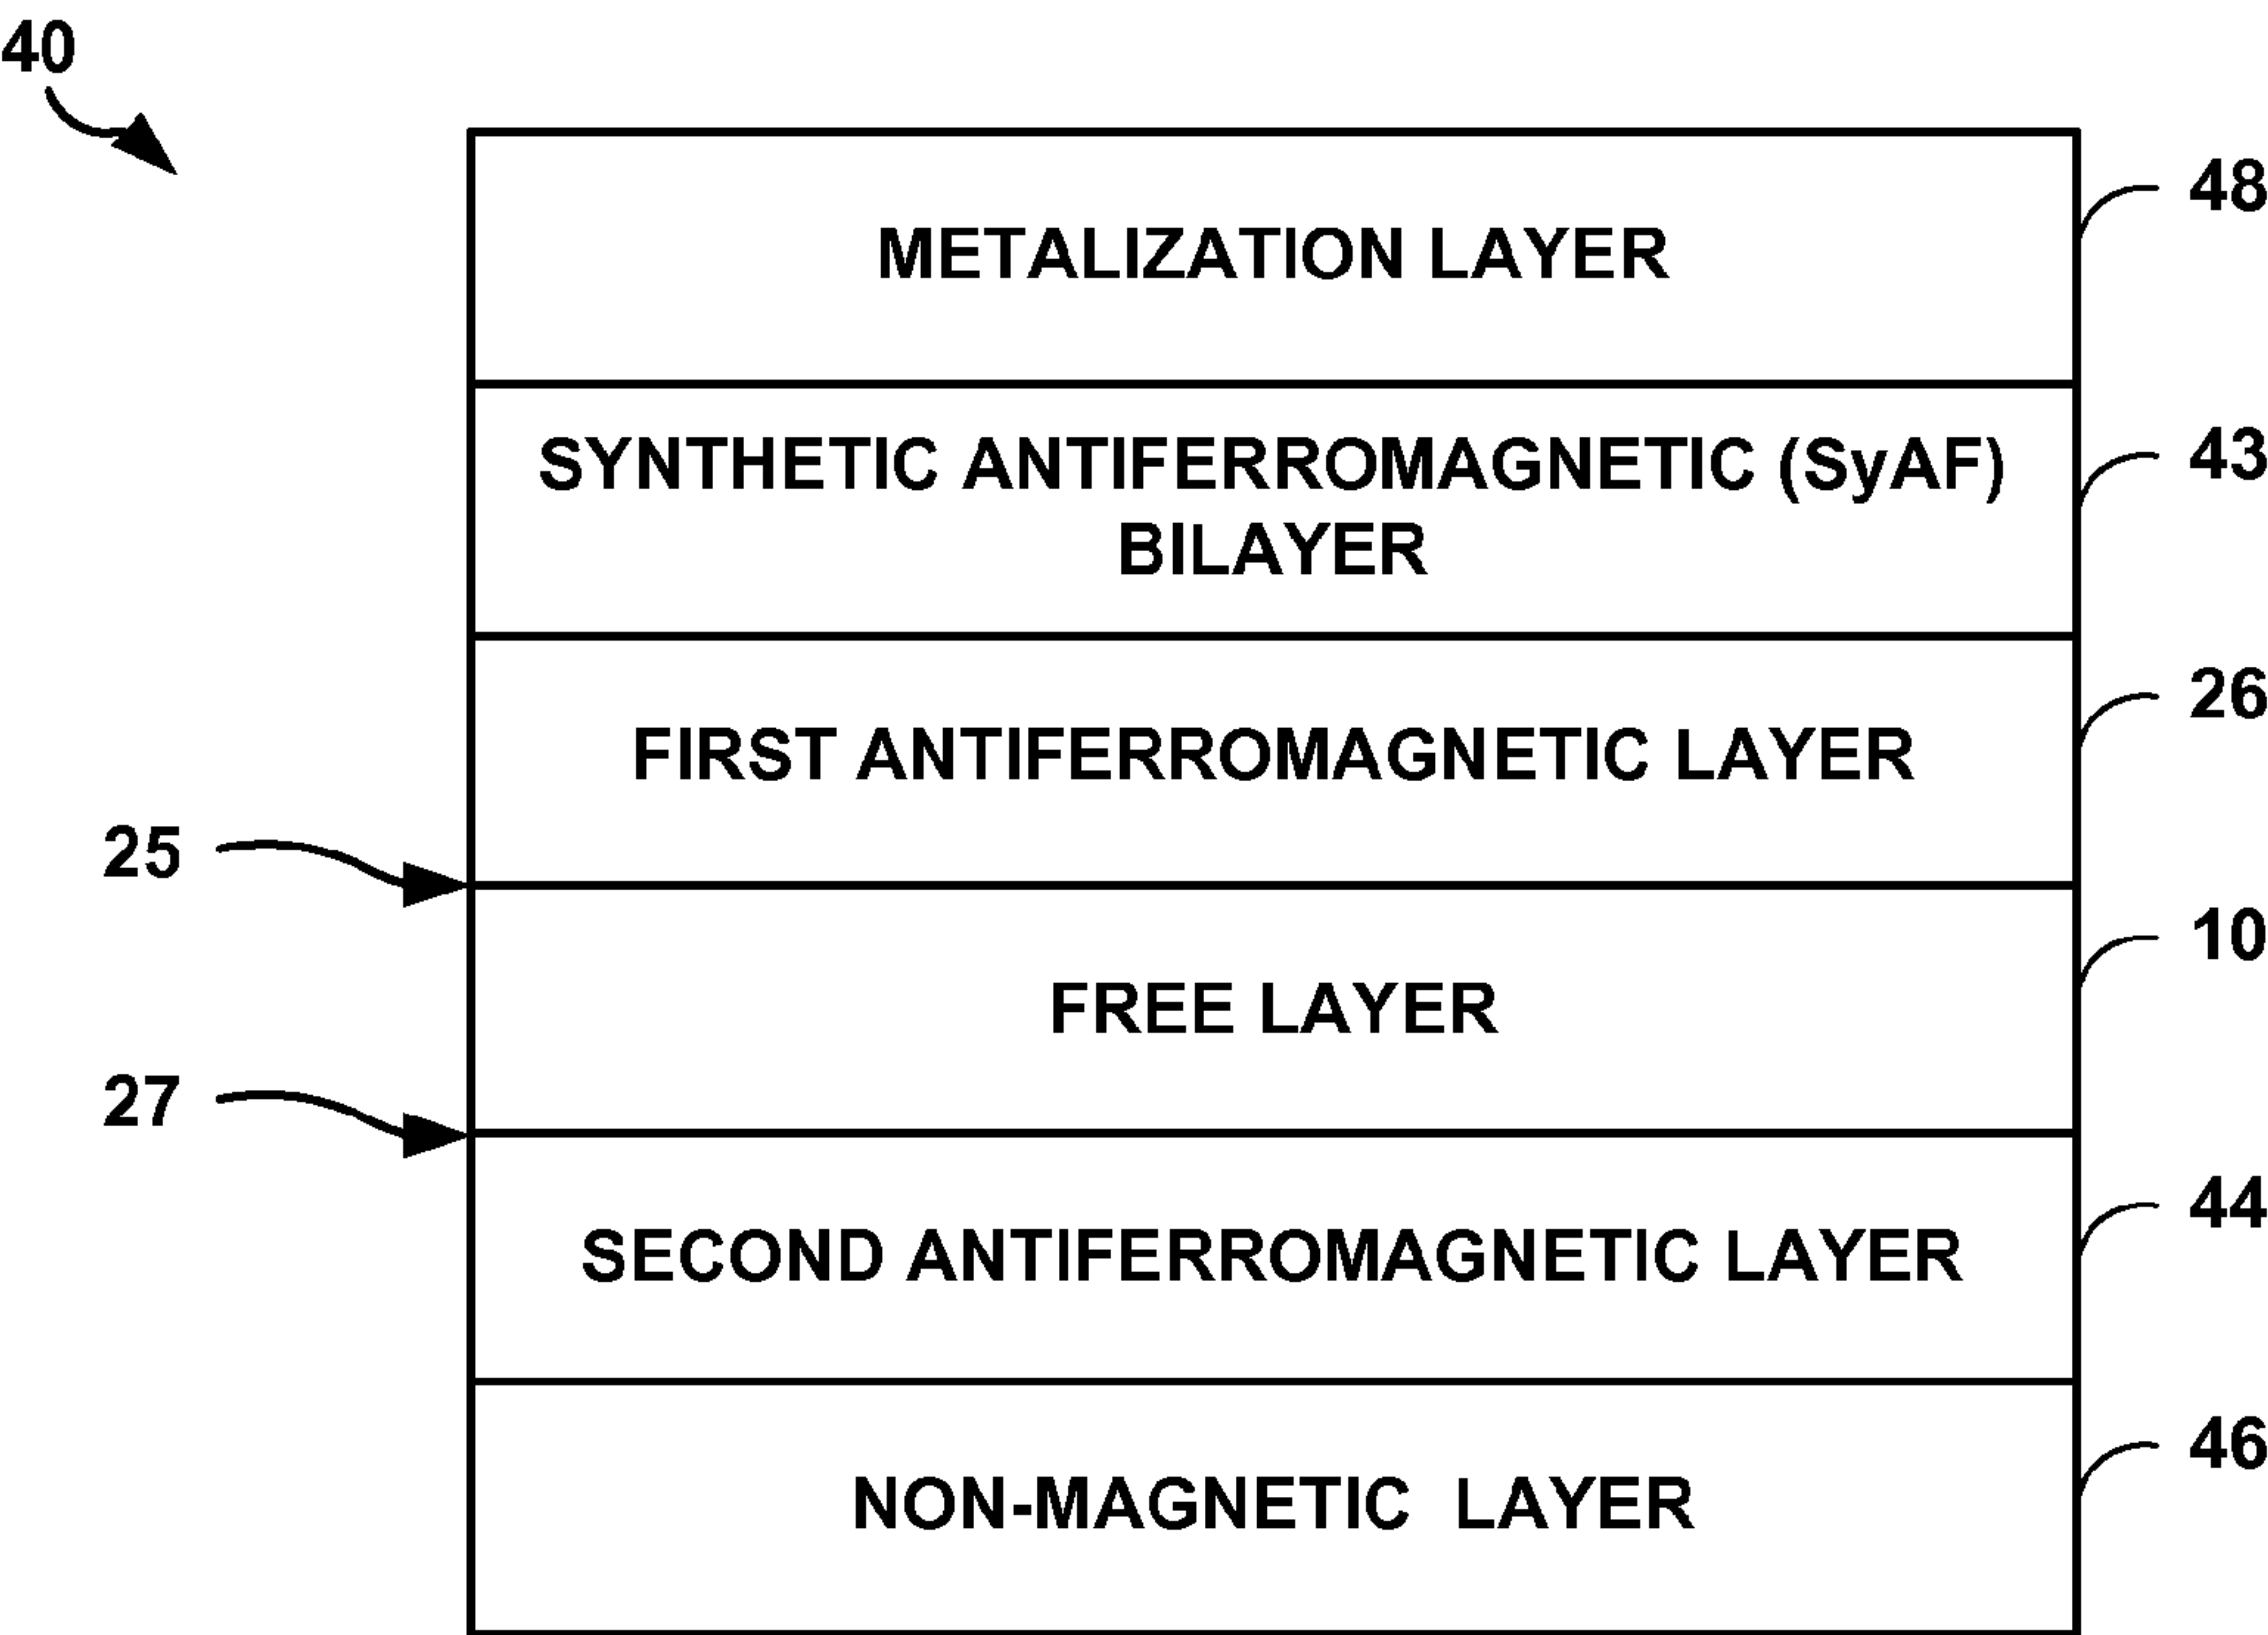 40
48
METALIZATION LAYER
43
SYNTHETIC ANTIFERROMAGNETIC (SyAF)
BILAYER
26
FIRST ANTIFERROMAGNETIC LAYER
25
10
FREE LAYER
27
44
SECOND ANTIFERROMAGNETIC LAYER
46
NON-MAGNETIC LAYER